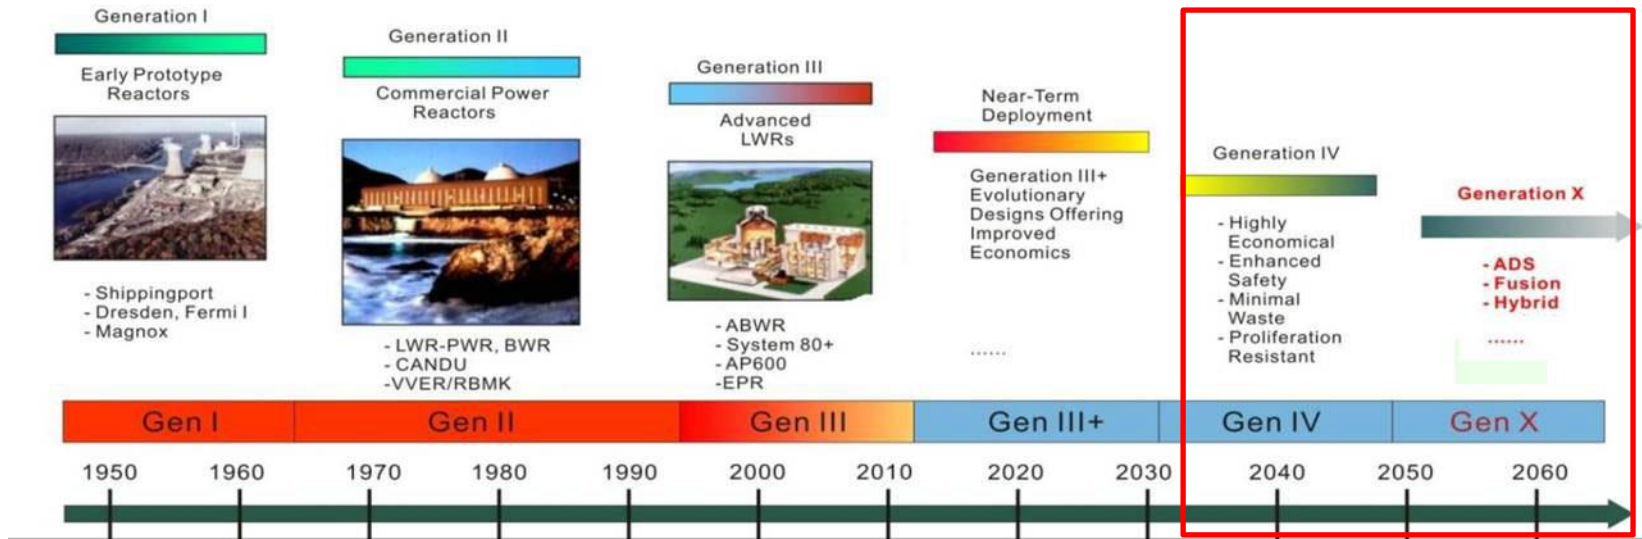 Generation I
Early Prototype
Reactors
- Shippingport
- Dresden, Fermi I
- Magnox
Generation II
Commercial Power
Reactors
- LWR-PWR, BWR
- CANDU
-VVER/RBMK
Generation III
Advanced
LWRs
- ABWR
- System 80+
- AP600
-EPR
Near-Term
Deployment
Generation III+
Evolutionary
Designs Offering
Improved
Economics
......
Generation IV
- Highly
Economical
- Enhanced
Safety
- Minimal
Waste
- Proliferation
Resistant
Generation X
- ADS
- Fusion
- Hybrid
......
Gen I Gen II Gen III Gen III+ Gen IV Gen X
1950 1960 1970 1980 1990 2000 2010 2020 2030 2040 2050 2060